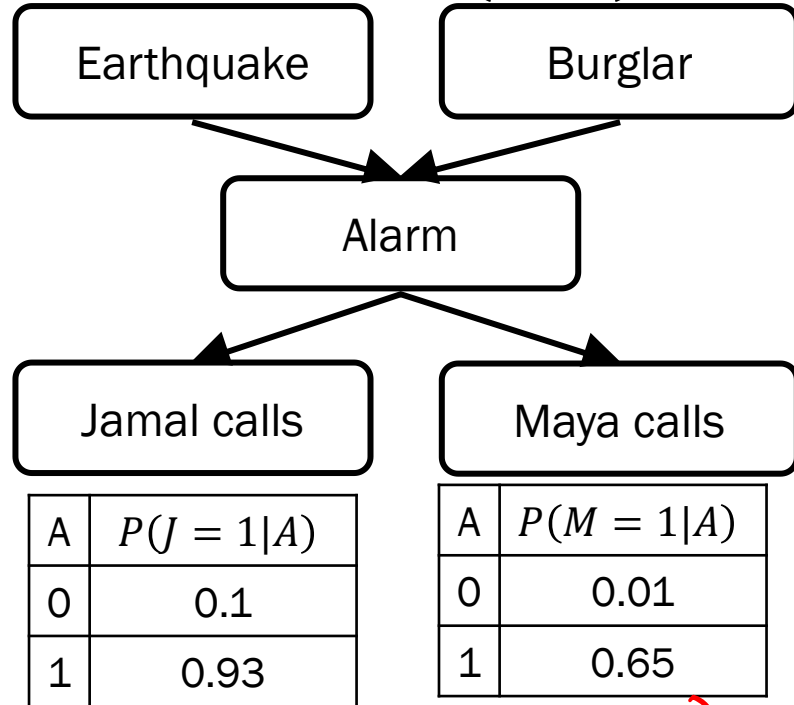 Earthquake
Burglar
Alarm
Jamal calls
Maya calls
A P(J = 1|A)
0 0.1
1 0.93
A P(M = 1|A)
0 0.01
1 0.65